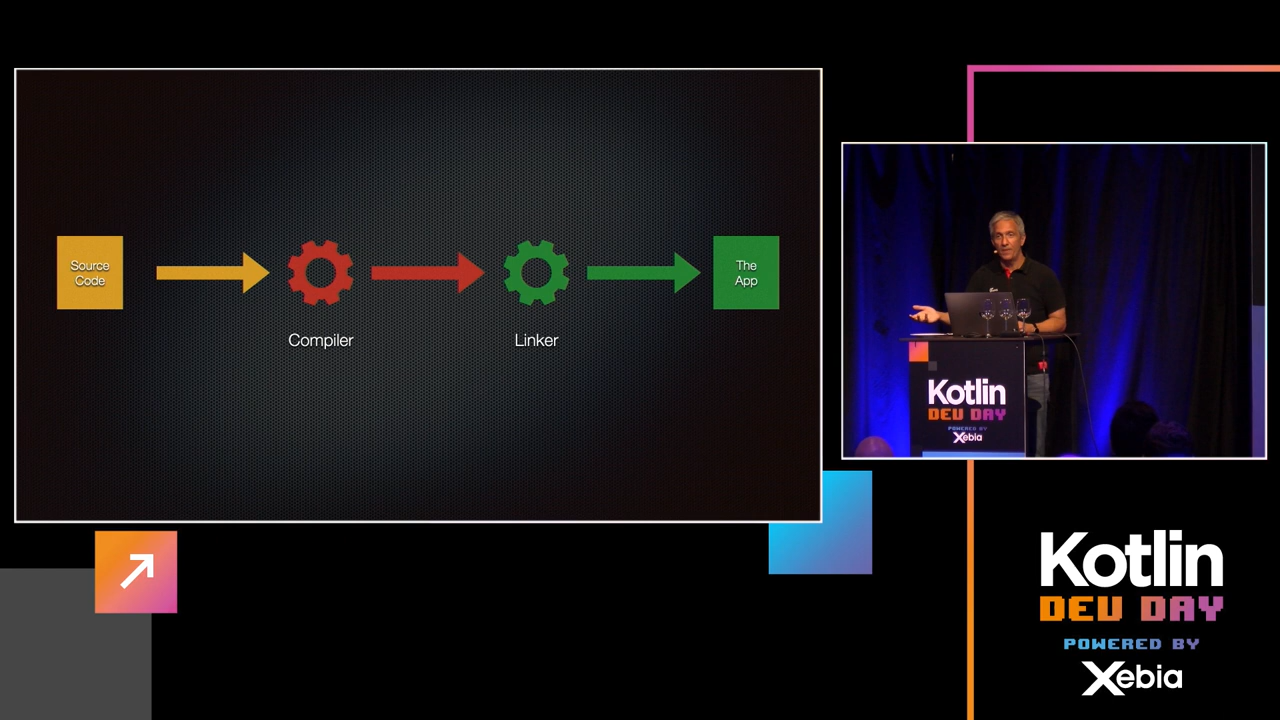 Source
Code
Compiler
Linker
The
App
Kotlin
DEV DAY
POWERED BY
Xebia
Kotlin
DEV DAY
POWERED BY
Xebia